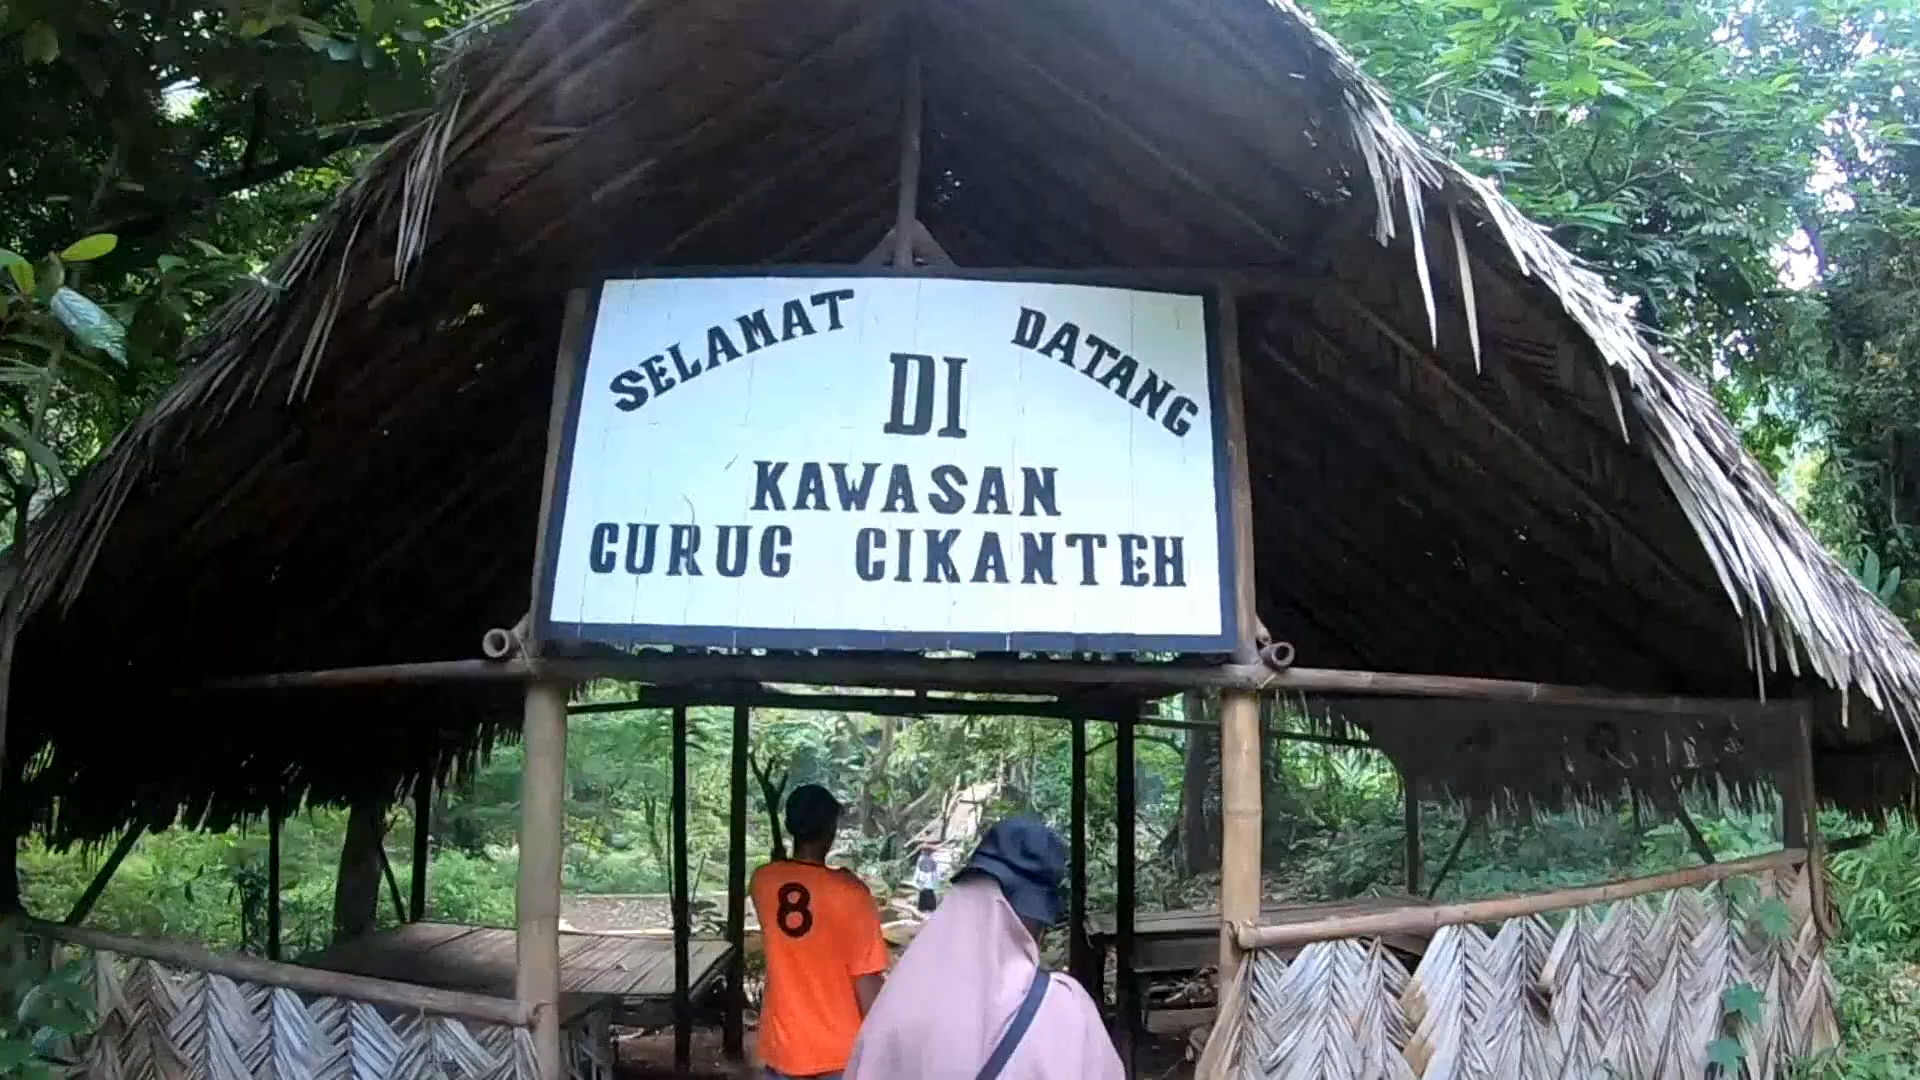 SELAMAT DATANG
DI
KAWASAN
CURUG CIKANTEH
8